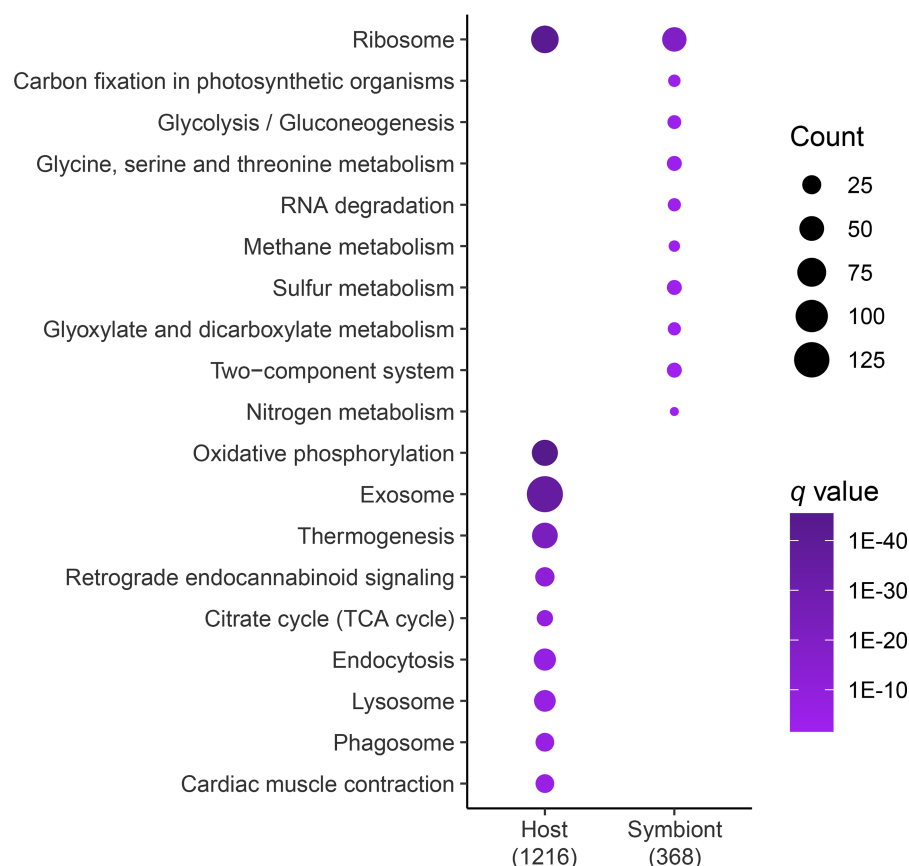 Ribosome
Carbon fixation in photosynthetic organisms
Glycolysis / Gluconeogenesis
Glycine, serine and threonine metabolism
RNA degradation
Methane metabolism
Sulfur metabolism
Glyoxylate and dicarboxylate metabolism
Two−component system
Nitrogen metabolism
Oxidative phosphorylation
Exosome
Thermogenesis
Retrograde endocannabinoid signaling
Citrate cycle (TCA cycle)
Endocytosis
Lysosome
Phagosome
Cardiac muscle contraction
Host
(1216)
Symbiont
(368)
Count
25
50
75
100
125
q value
1E-40
1E-30
1E-20
1E-10